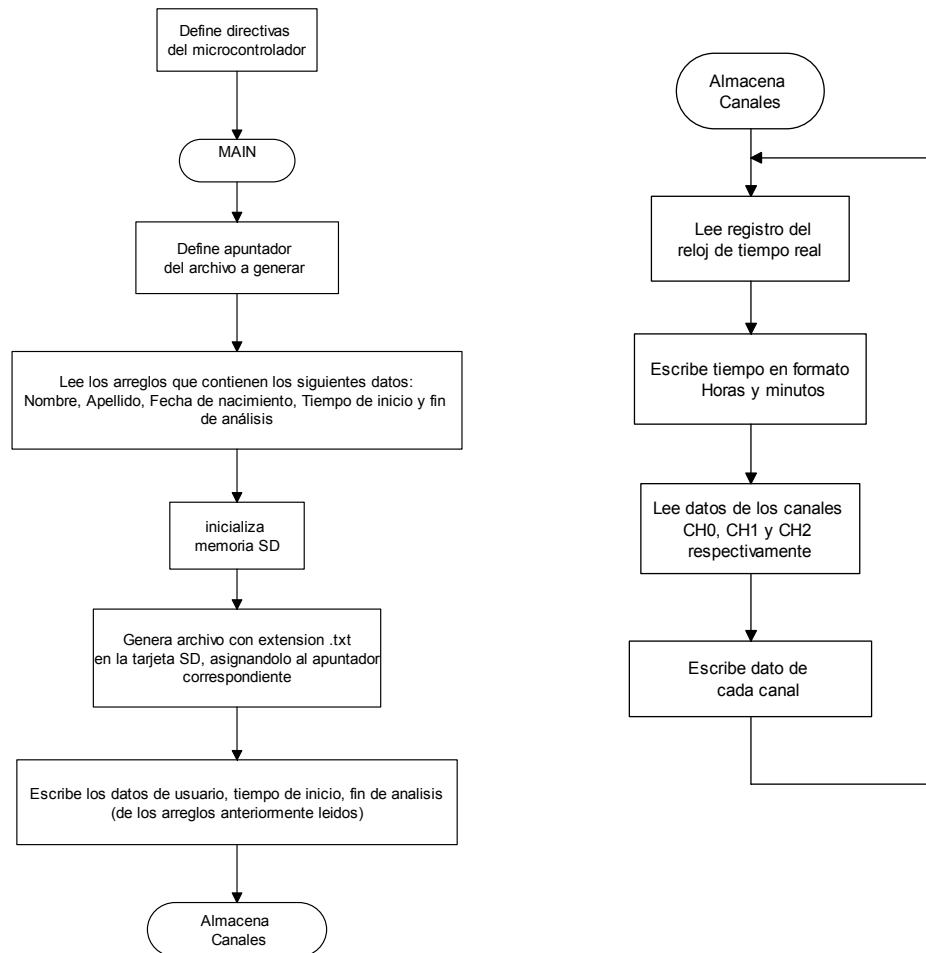 Define directivas
del microcontrolador
MAIN
Define apuntador
del archivo a generar
Lee los arreglos que contienen los siguientes datos:
Nombre, Apellido, Fecha de nacimiento, Tiempo de inicio y fin
de análisis
inicializa
memoria SD
Genera archivo con extension .txt
en la tarjeta SD, asignandolo al apuntador
correspondiente
Escribe los datos de usuario, tiempo de inicio, fin de analisis
(de los arreglos anteriormente leidos)
Almacena
Canales
Almacena
Canales
Lee registro del
reloj de tiempo real
Escribe tiempo en formato
Horas y minutos
Lee datos de los canales
CH0, CH1 y CH2
respectivamente
Escribe dato de
cada canal